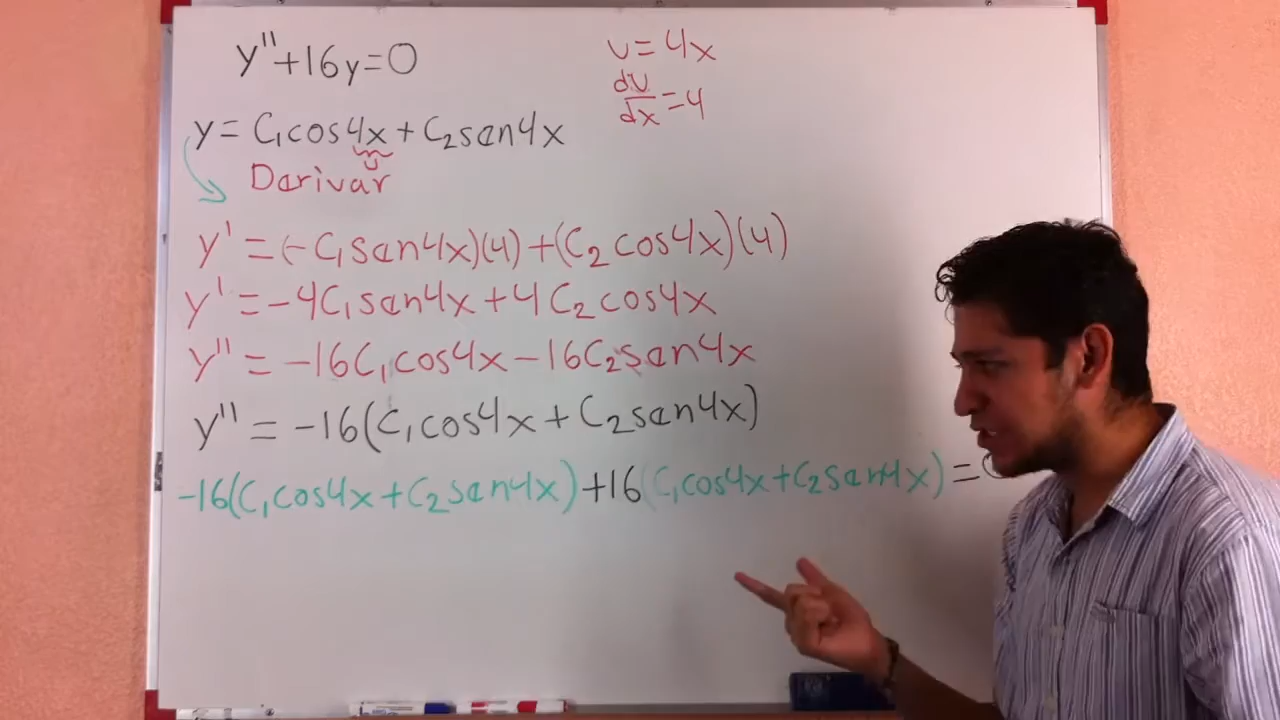 y''+16y=0
y= C₁cos4x + C₂sen4x
u
Derivar
u=4x
du/dx=4
y' =(-C₁sen4x)(4)+(C₂cos4x)(4)
y' =-4C₁sen4x+4C₂cos4x
y'' = -16C₁cos4x-16C₂sen4x
y'' = -16(C₁cos4x+C₂sen4x)
-16(C₁cos4x+C₂sen4x)+16(C₁cos4x+C₂sen4x)=